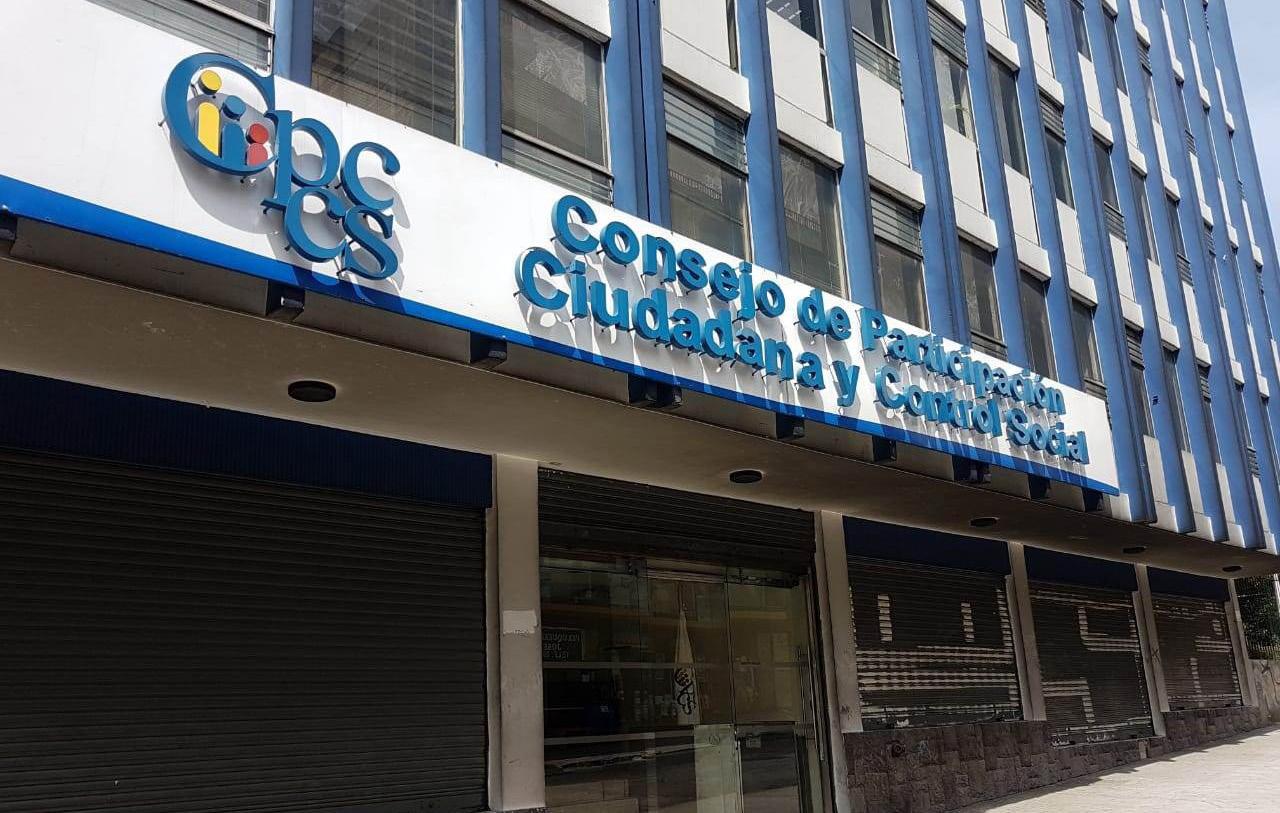 Cpccs
Consejo de Participación
Ciudadana y Control Social